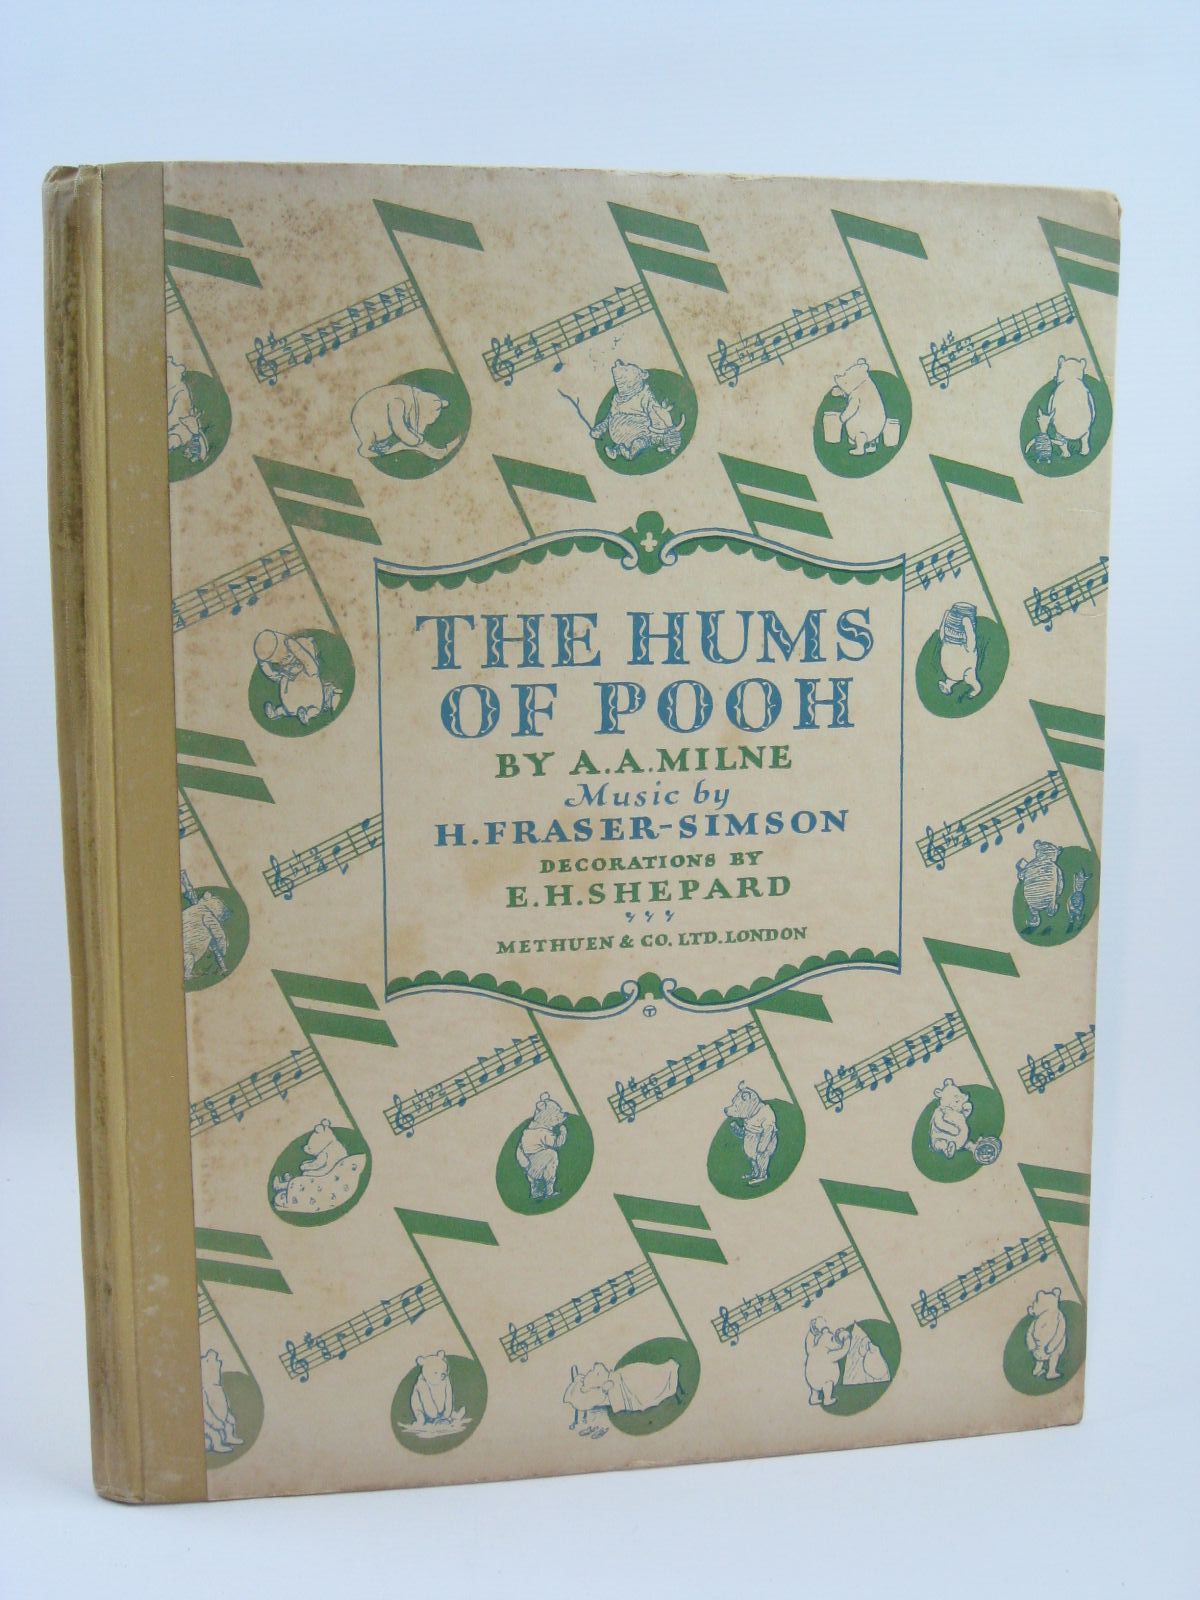 THE HUMS
OF POOH
BY A.A.MILNE
Music by
H. FRASER-SIMSON
DECORATIONS BY
E.H.SHEPARD
METHUEN & CO. LTD. LONDON